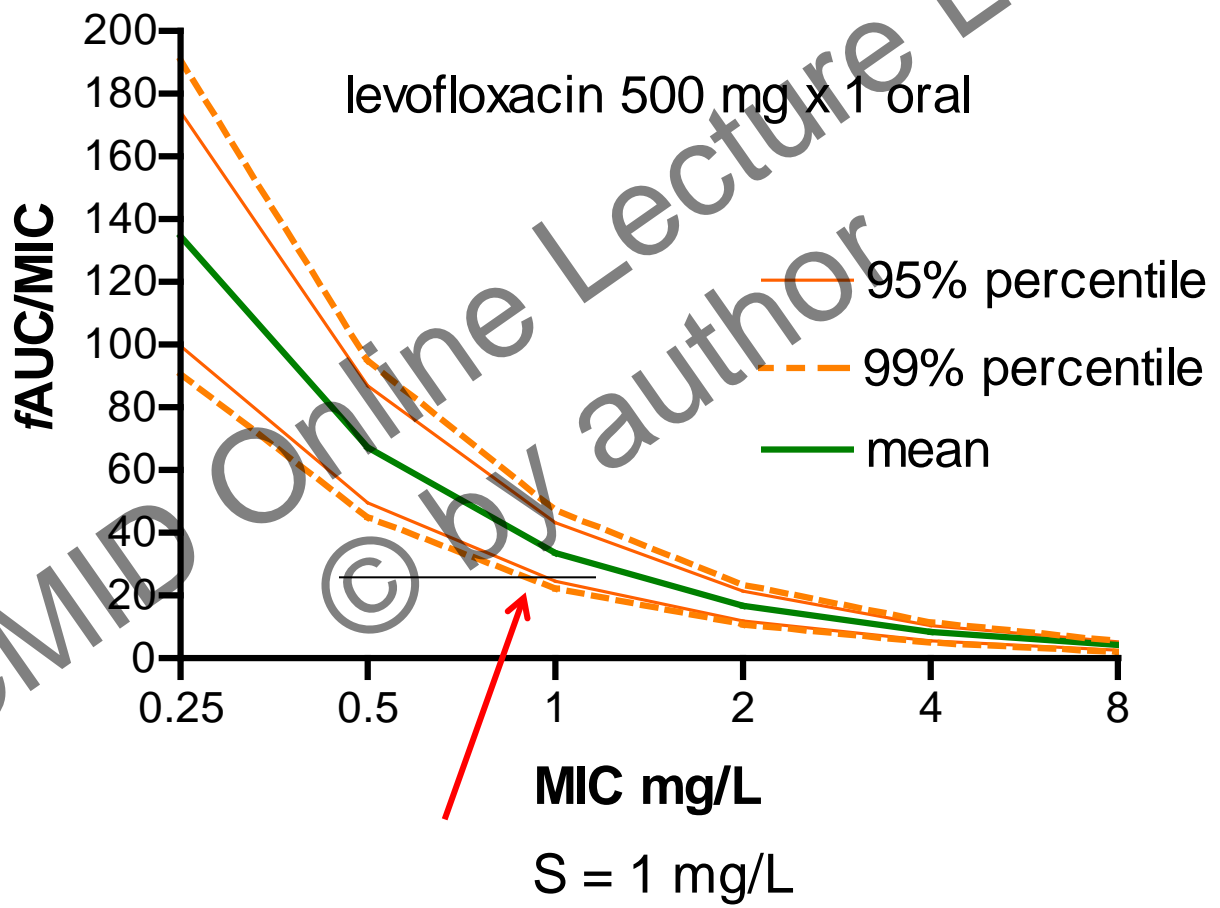 200
180
160
140
120
100
80
60
40
20
0
fAUC/MIC
levofloxacin 500 mg x 1 oral
95% percentile
99% percentile
mean
0.25 0.5 1 2 4 8
MIC mg/L
S = 1 mg/L
MID Online Lecture L
© by author